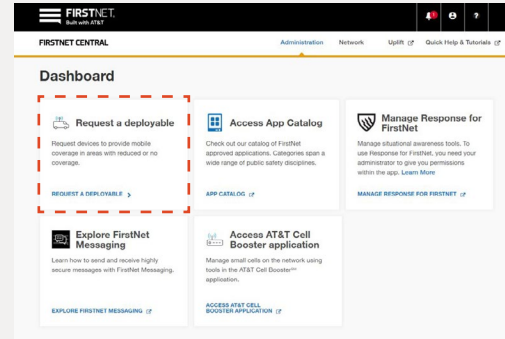 FIRSTNET.
Built with AT&T
?
FIRSTNET CENTRAL
Administration
Network
Uplift
Quick Help & Tutorials
Dashboard
Request a deployable
Request devices to provide mobile
coverage in areas with reduced or no
coverage.
REQUEST A DEPLOYABLE
Access App Catalog
Check out our catalog of FirstNet
approved applications. Categories span a
wide range of public safety disciplines.
APP CATALOG
Manage Response for
FirstNet
Manage situational awareness tools. To
use Response for FirstNet, you need your
administrator to give you permissions
within the app. Learn More
MANAGE RESPONSE FOR FIRSTNET
Explore FirstNet
Messaging
Learn how to send and receive highly
secure messages with FirstNet Messaging.
EXPLORE FIRSTNET MESSAGING
Access AT&T Cell
Booster application
Manage small cells on the network using
tools in the AT&T Cell Booster℠
application.
ACCESS AT&T CELL
BOOSTER APPLICATION